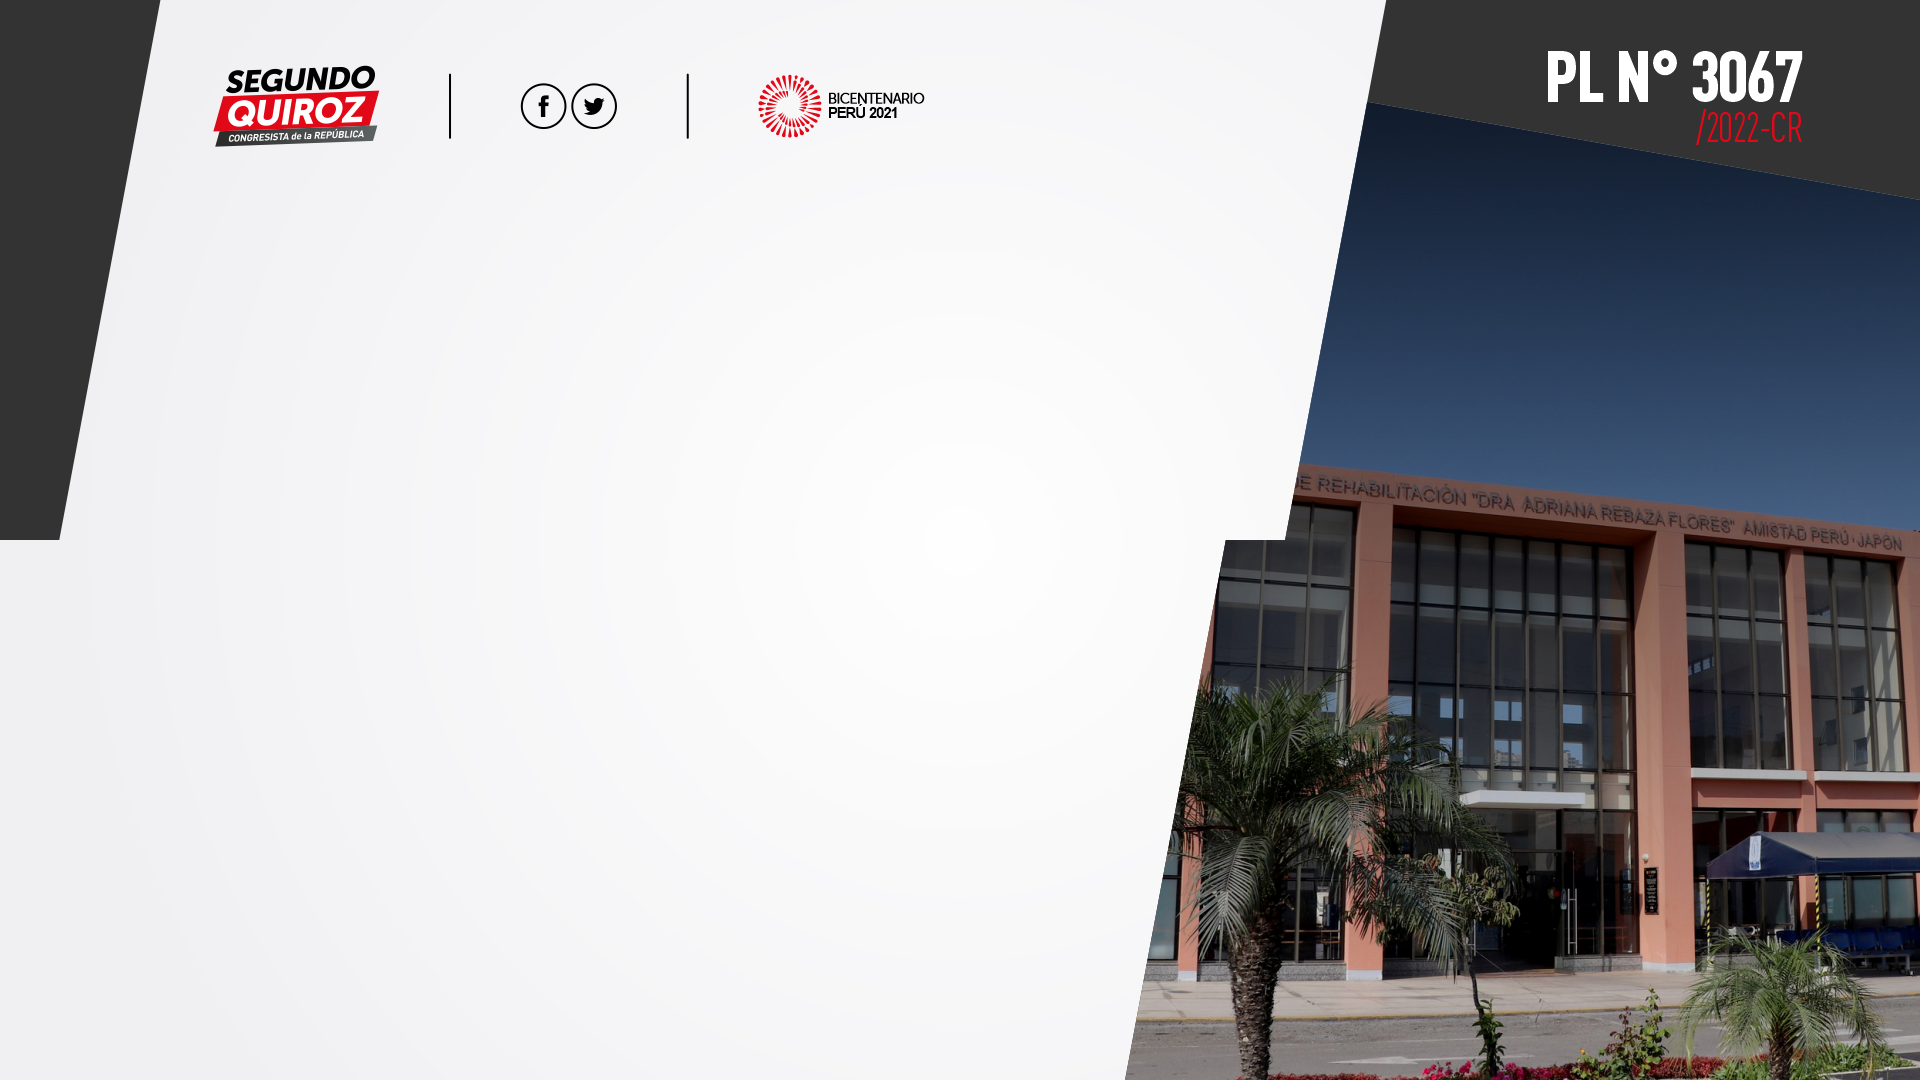 SEGUNDO
QUIROZ
CONGRESISTA de la REPÚBLICA
BICENTENARIO
PERÚ 2021
PL N° 3067
/2022-CR
E REHABILITACIÓN "DRA ADRIANA REBAZA FLORES" AMISTAD PERÚ-JAPÓN